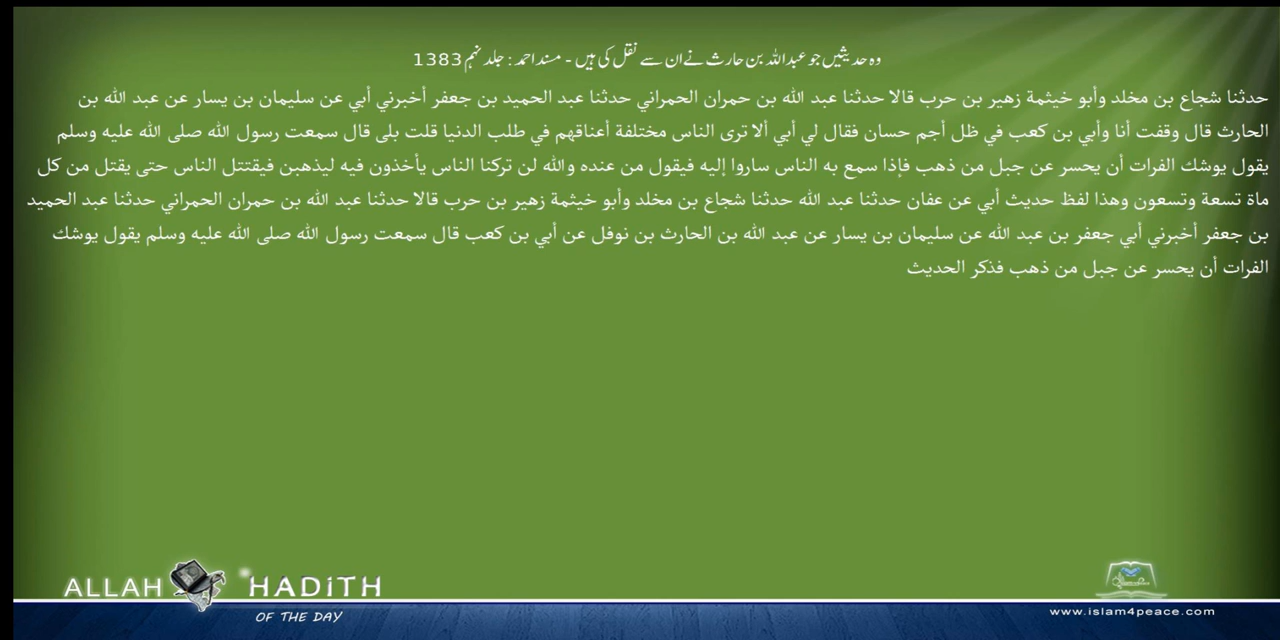 وہ حدیثیں جو عبداللہ بن حارث نے ان سے نقل کی ہیں - مسند احمد : جلد نہم 1383
حدثنا شجاع بن مخلد وأبو خيثمة زهير بن حرب قالا حدثنا عبد الله بن حمران الحمراني حدثنا عبد الحميد بن جعفر أخبرني أبي عن سليمان بن يسار عن عبد الله بن
الحارث قال وقفت أنا وأبي بن كعب في ظل أجم حسان فقال لي أبي ألا ترى الناس مختلفة أعناقهم في طلب الدنيا قلت بلى قال سمعت رسول الله صلى الله عليه وسلم
يقول يوشك الفرات أن يحسر عن جبل من ذهب فإذا سمع به الناس ساروا إليه فيقول من عنده والله لن تركنا الناس يأخذون فيه ليذهبن فيقتتل الناس حتى يقتل من كل
ماة تسعة وتسعون وهذا لفظ حديث أبي عن عفان حدثنا عبد الله حدثنا شجاع بن مخلد وأبو خيثمة زهير بن حرب قالا حدثنا عبد الله بن حمران الحمراني حدثنا عبد الحميد
بن جعفر أخبرني أبي جعفر بن عبد الله عن سليمان بن يسار عن عبد الله بن الحارث بن نوفل عن أبي بن كعب قال سمعت رسول الله صلى الله عليه وسلم يقول يوشك
الفرات أن يحسر عن جبل من ذهب فذكر الحديث
ALLAH HADITH
OF THE DAY
www.islam4peace.com